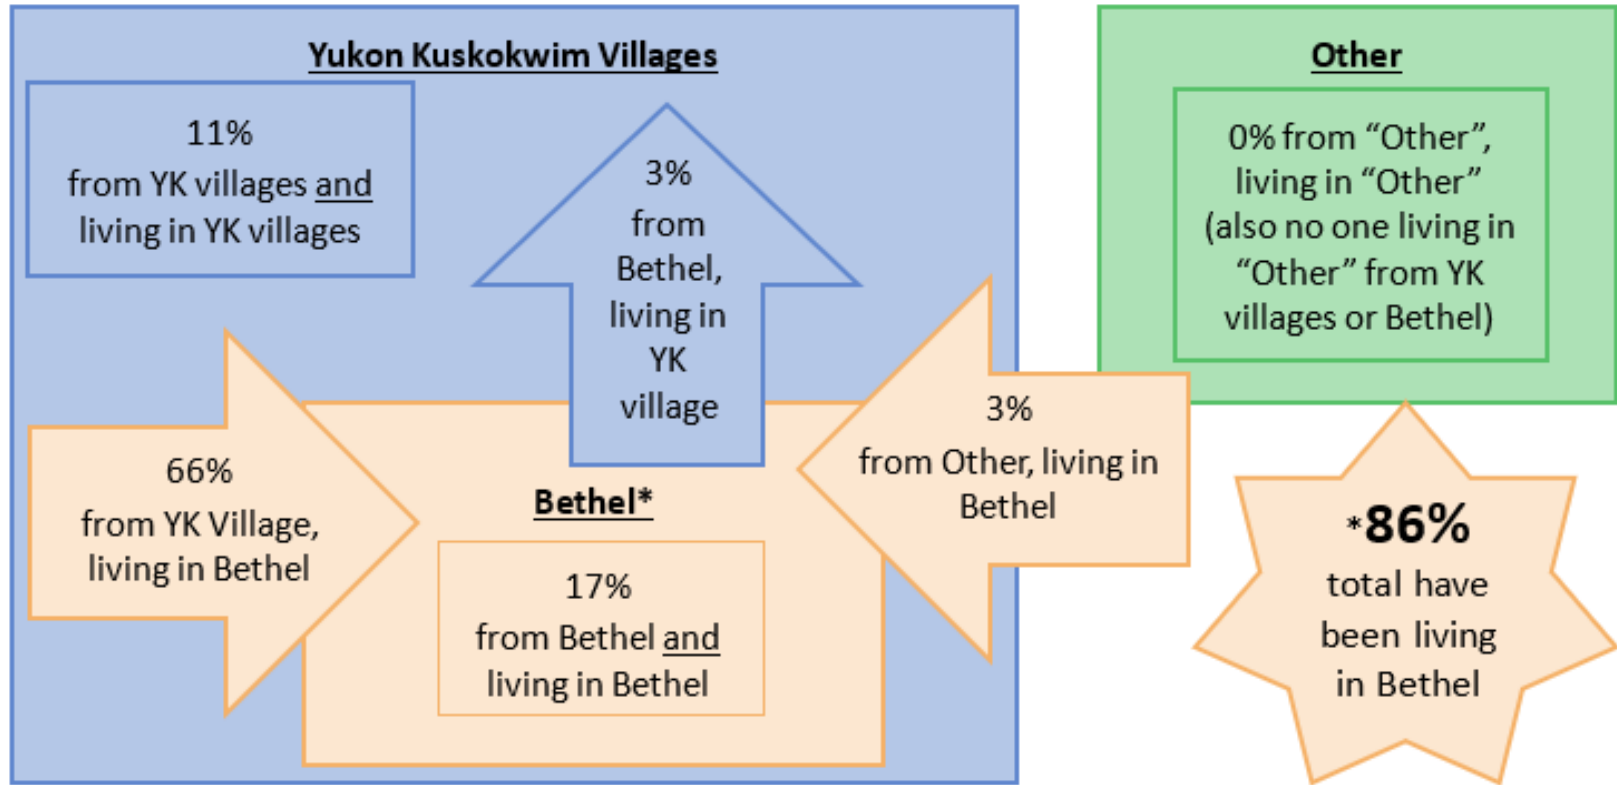 Yukon Kuskokwim Villages
11%
from YK villages and
living in YK villages
3%
from
Bethel,
living in
YK
village
66%
from YK Village,
living in Bethel
Bethel*
17%
from Bethel and
living in Bethel
3%
from Other, living in
Bethel
Other
0% from “Other”,
living in “Other”
(also no one living in
“Other” from YK
villages or Bethel)
*86%
total have
been living
in Bethel